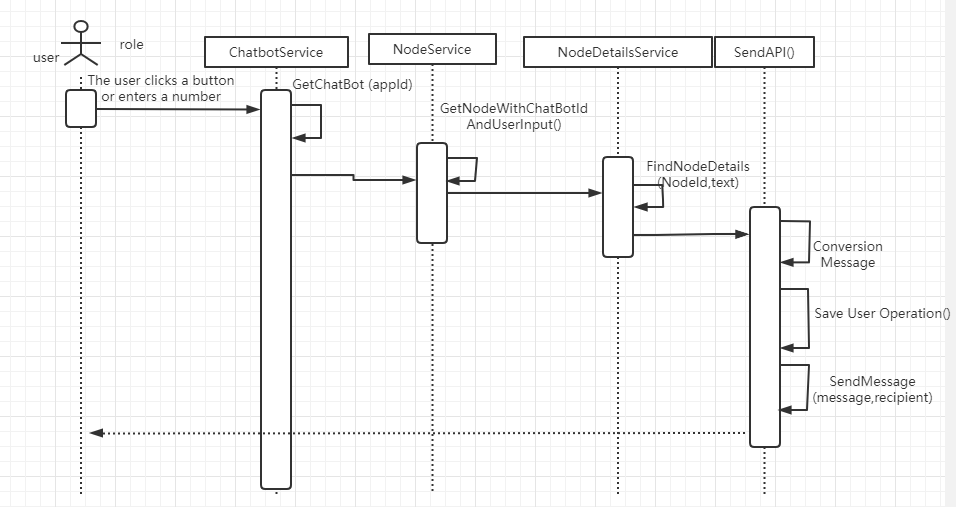 user
role
ChatbotService
NodeService
NodeDetailsService
SendAPI()
The user clicks a button
or enters a number
GetChatBot (appId)
GetNodeWithChatBotId
AndUserInput()
FindNodeDetails
(NodeId,text)
Conversion
Message
Save User Operation()
SendMessage
(message,recipient)